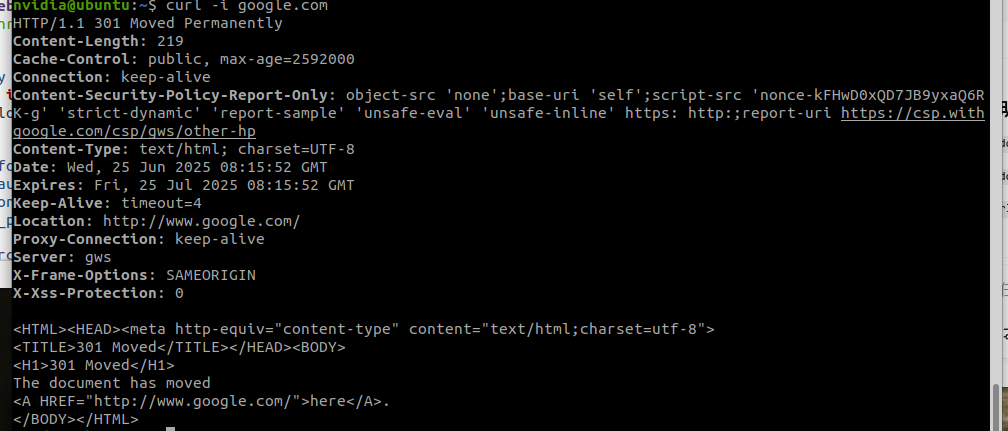 nvidia@ubuntu:~$ curl -i google.com
HTTP/1.1 301 Moved Permanently
Content-Length: 219
Cache-Control: public, max-age=2592000
Connection: keep-alive
Content-Security-Policy-Report-Only: object-src 'none';base-uri 'self';script-src 'nonce-kFHwD0xQD7JB9yxaQ6R
K-g' 'strict-dynamic' 'report-sample' 'unsafe-eval' 'unsafe-inline' https: http:;report-uri https://csp.with
google.com/csp/gws/other-hp
Content-Type: text/html; charset=UTF-8
Date: Wed, 25 Jun 2025 08:15:52 GMT
Expires: Fri, 25 Jul 2025 08:15:52 GMT
Keep-Alive: timeout=4
Location: http://www.google.com/
Proxy-Connection: keep-alive
Server: gws
X-Frame-Options: SAMEORIGIN
X-Xss-Protection: 0
<HTML><HEAD><meta http-equiv="content-type" content="text/html;charset=utf-8">
<TITLE>301 Moved</TITLE></HEAD><BODY>
<H1>301 Moved</H1>
The document has moved
<A HREF="http://www.google.com/">here</A>.
</BODY></HTML>